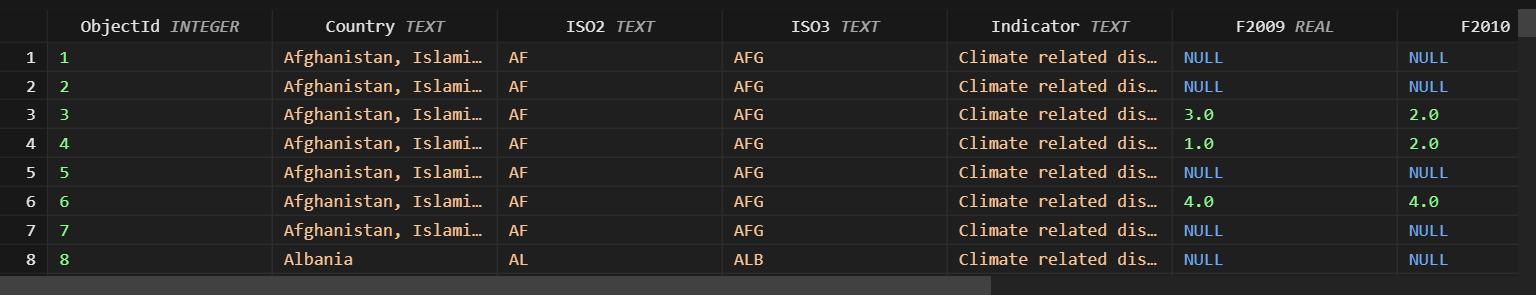 ObjectId INTEGER Country TEXT ISO2 TEXT ISO3 TEXT Indicator TEXT F2009 REAL F2010
1 1 Afghanistan, Islami… AF AFG Climate related dis… NULL NULL
2 2 Afghanistan, Islami… AF AFG Climate related dis… NULL NULL
3 3 Afghanistan, Islami… AF AFG Climate related dis… 3.0 2.0
4 4 Afghanistan, Islami… AF AFG Climate related dis… 1.0 2.0
5 5 Afghanistan, Islami… AF AFG Climate related dis… NULL NULL
6 6 Afghanistan, Islami… AF AFG Climate related dis… 4.0 4.0
7 7 Afghanistan, Islami… AF AFG Climate related dis… NULL NULL
8 8 Albania AL ALB Climate related dis… NULL NULL